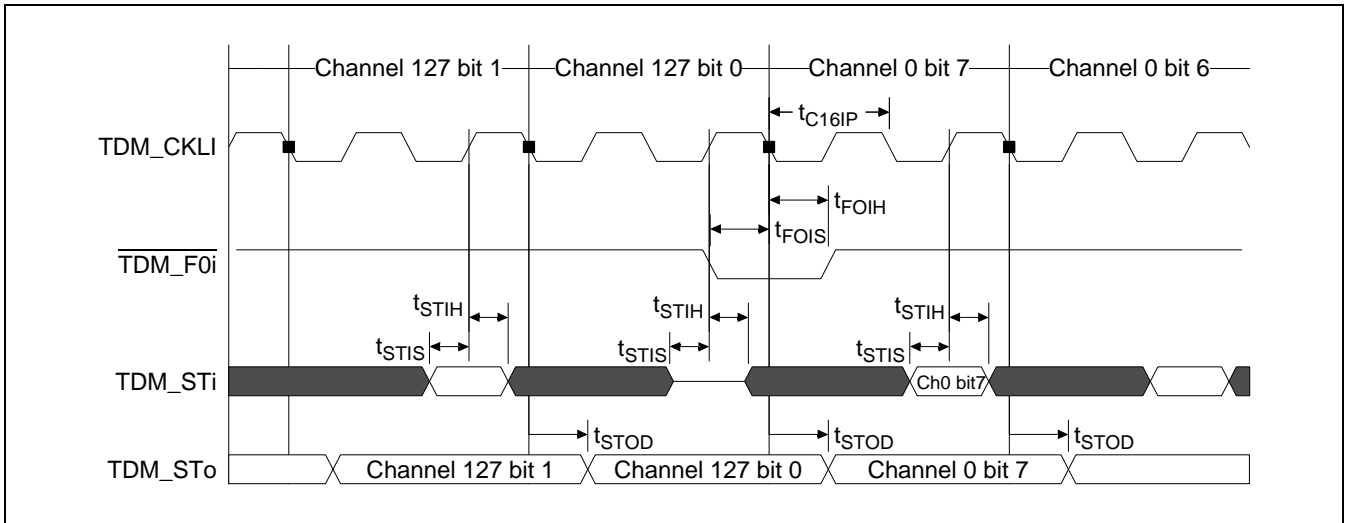 Channel 127 bit 1 Channel 127 bit 0 Channel 0 bit 7 Channel 0 bit 6
tC16IP
TDM_CKLI
tFOIH
tFOIS
TDM_F0i
tSTIH tSTIH tSTIH
tSTIS tSTIS tSTIS
TDM_STi Ch0 bit7
tSTOD tSTOD tSTOD
TDM_STo Channel 127 bit 1 Channel 127 bit 0 Channel 0 bit 7